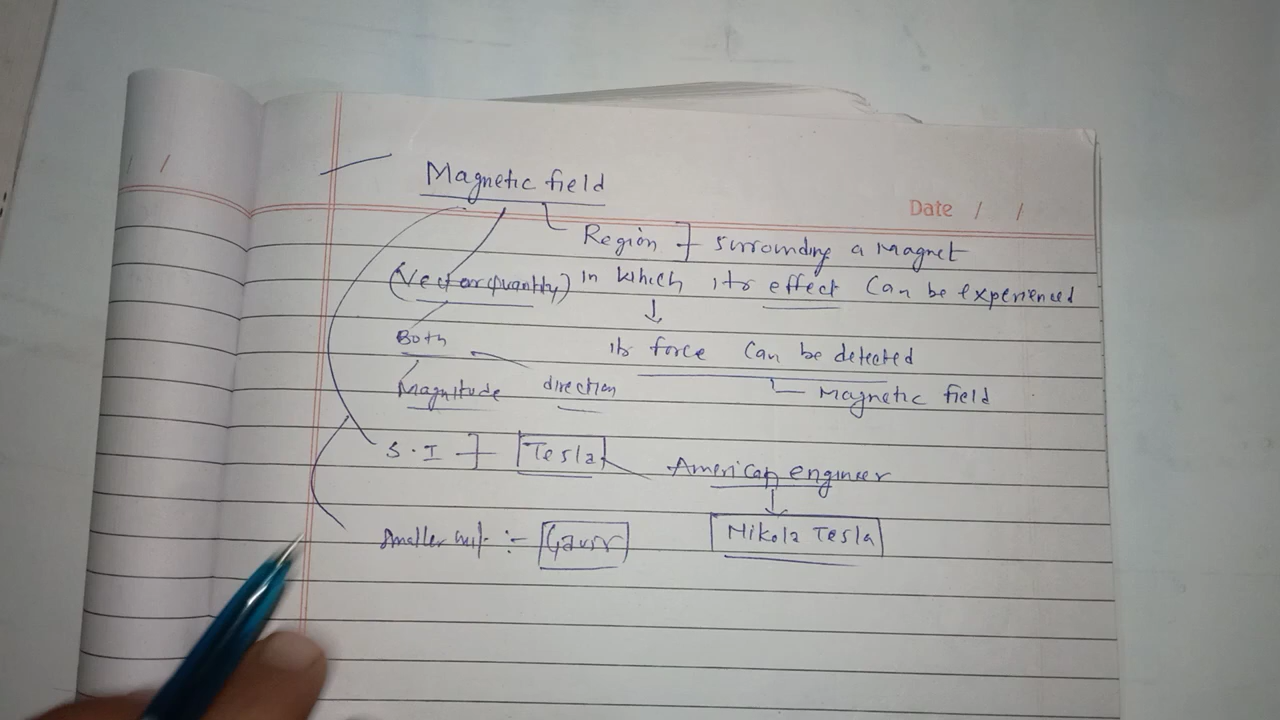 Magnetic field
Date / /
Region surrounding a Magnet
(Vector quantity) in which its effect can be experienced
Both its force can be detected
Magnitude direction Magnetic field
S.I Tesla American engineer
Smaller unit :- Gauss Nikola Tesla